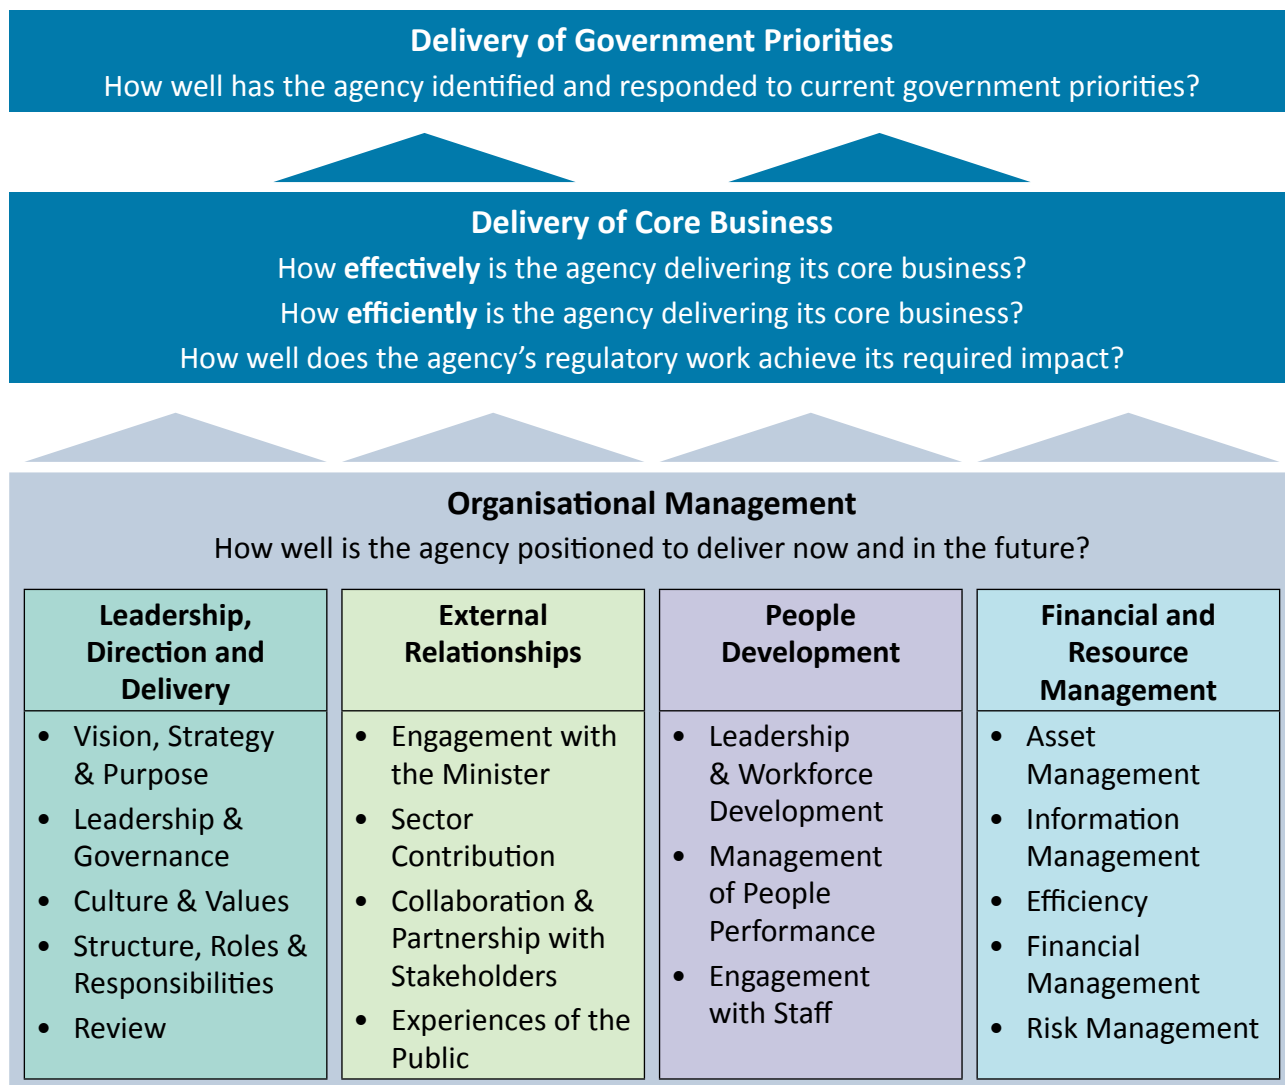 Delivery of Government Priorities
How well has the agency identified and responded to current government priorities?
Delivery of Core Business
How effectively is the agency delivering its core business?
How efficiently is the agency delivering its core business?
How well does the agency's regulatory work achieve its required impact?
Organisational Management
How well is the agency positioned to deliver now and in the future?
Leadership,
Direction and
Delivery
• Vision, Strategy
& Purpose
• Leadership &
Governance
• Culture & Values
• Structure, Roles &
Responsibilities
• Review
External
Relationships
• Engagement with
the Minister
• Sector
Contribution
• Collaboration &
Partnership with
Stakeholders
• Experiences of the
Public
People
Development
• Leadership
& Workforce
Development
• Management
of People
Performance
• Engagement
with Staff
Financial and
Resource
Management
• Asset
Management
• Information
Management
• Efficiency
• Financial
Management
• Risk Management